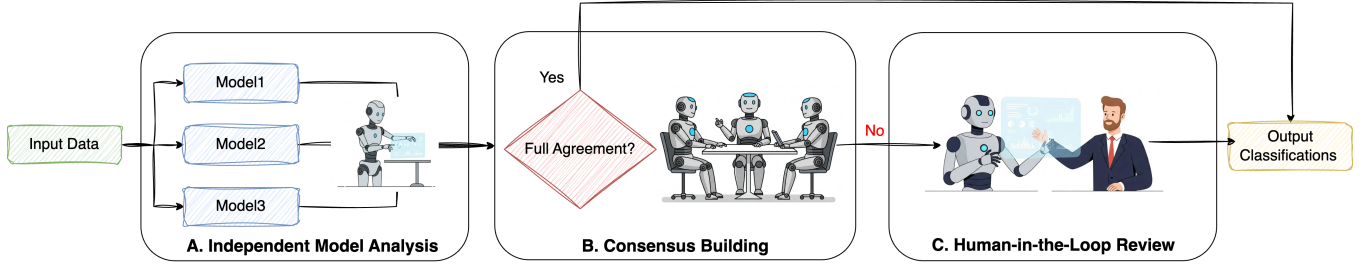 Input Data
Model1
Model2
Model3
A. Independent Model Analysis
Yes
Full Agreement?
B. Consensus Building
No
C. Human-in-the-Loop Review
Output
Classifications